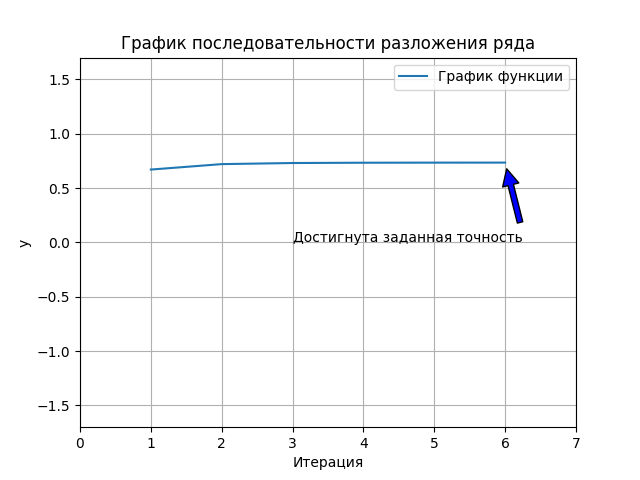 График последовательности разложения ряда
График функции
1.5
1.0
0.5
0.0
−0.5
−1.0
−1.5
y
Достигнута заданная точность
0 1 2 3 4 5 6 7
Итерация